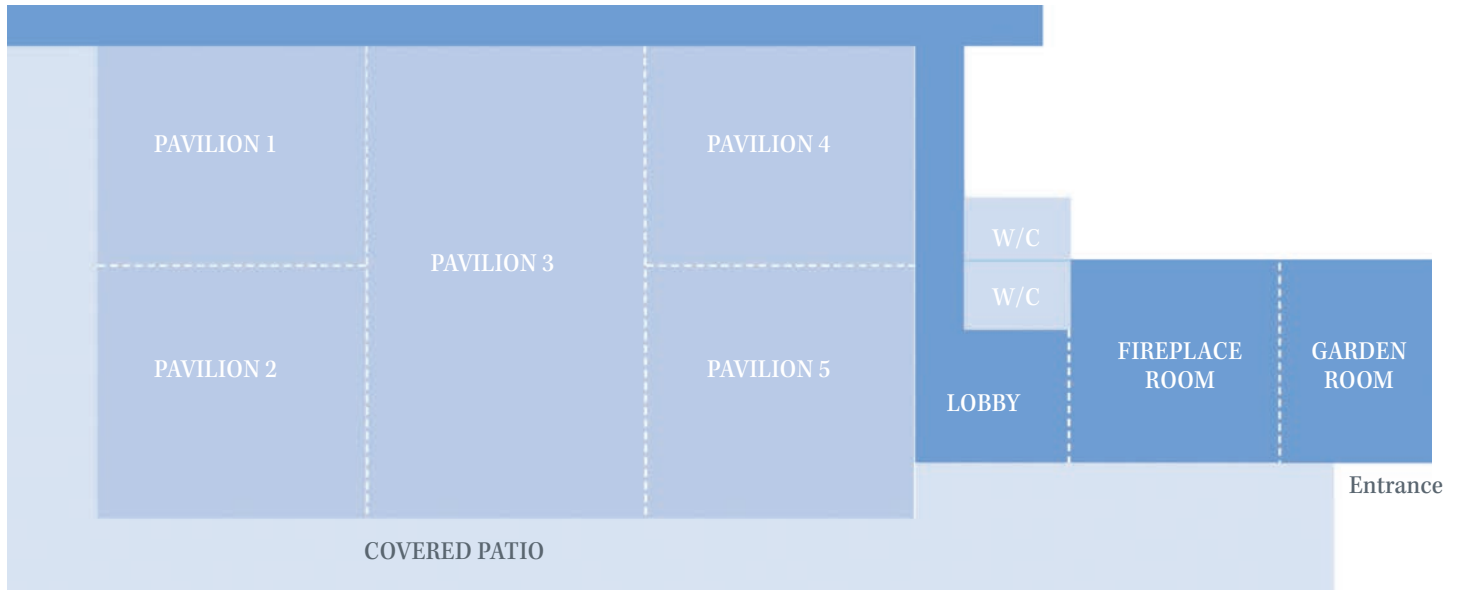 PAVILION 1
PAVILION 4
W/C
PAVILION 3
W/C
FIREPLACE
ROOM
GARDEN
ROOM
PAVILION 2
PAVILION 5
LOBBY
Entrance
COVERED PATIO